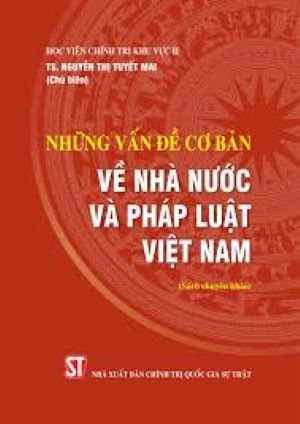 HỌC VIỆN CHÍNH TRỊ KHU VỰC II
TS. NGUYỄN THỊ TUYẾT MAI
(Chủ biên)
NHỮNG VẤN ĐỀ CƠ BẢN
VỀ NHÀ NƯỚC
VÀ PHÁP LUẬT
VIỆT NAM
(Sách chuyên khảo)
ST
NHÀ XUẤT BẢN CHÍNH TRỊ QUỐC GIA SỰ THẬT